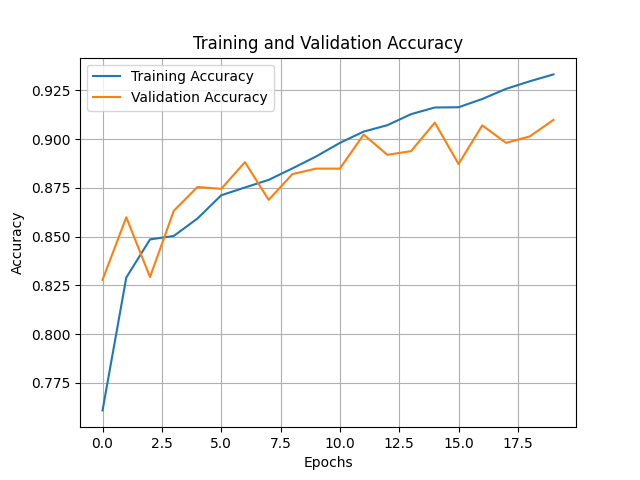 Training and Validation Accuracy
Training Accuracy
Validation Accuracy
0.925
0.900
0.875
0.850
0.825
0.800
0.775
Accuracy
0.0 2.5 5.0 7.5 10.0 12.5 15.0 17.5
Epochs